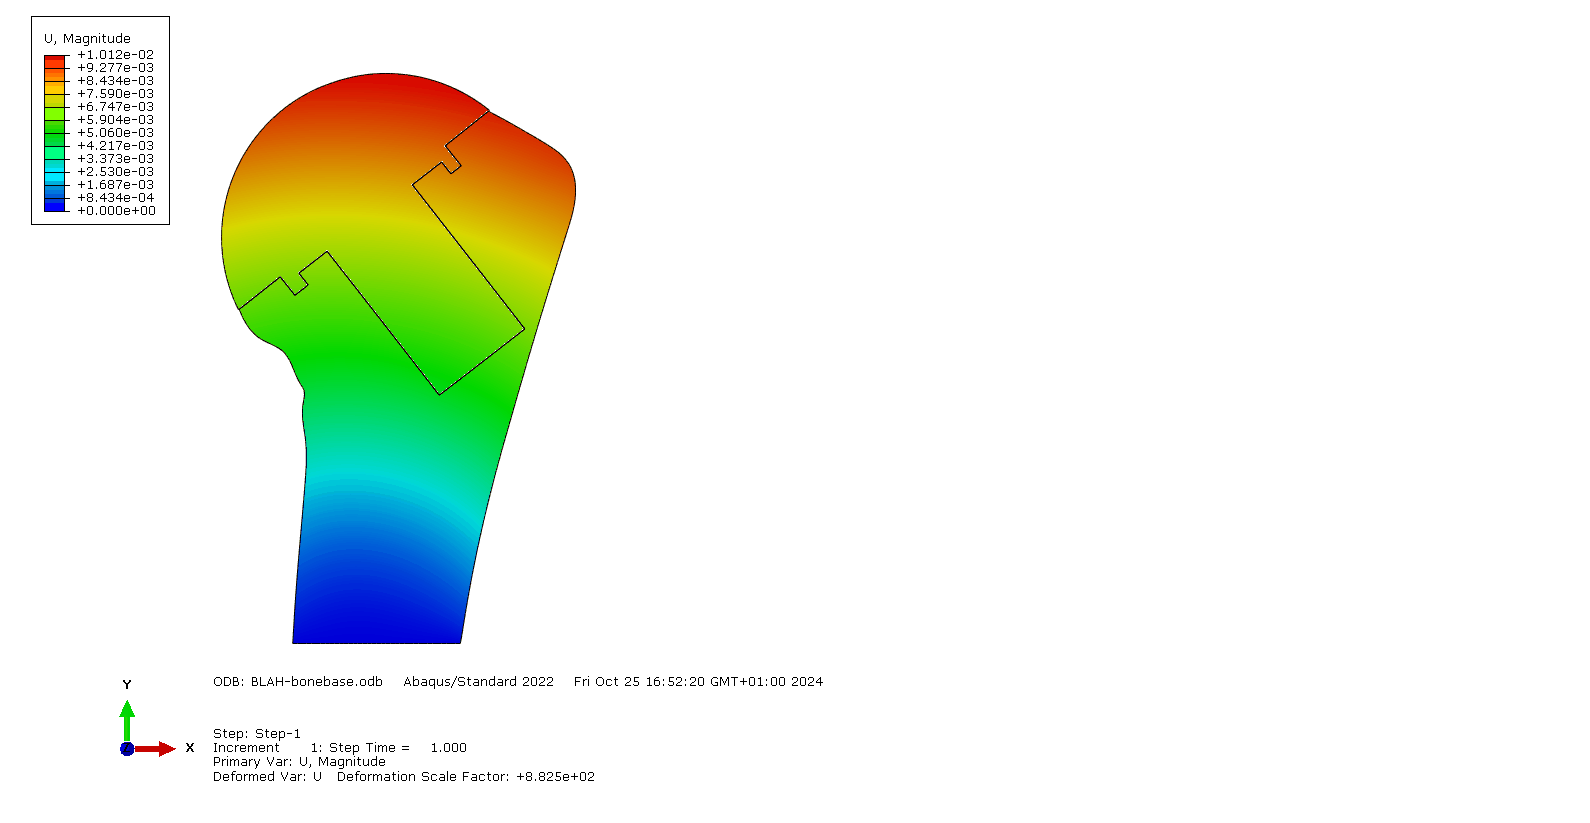 U, Magnitude
+1.012e-02
+9.277e-03
+8.434e-03
+7.590e-03
+6.747e-03
+5.904e-03
+5.060e-03
+4.217e-03
+3.373e-03
+2.530e-03
+1.687e-03
+8.434e-04
+0.000e+00
Y
X
ODB: BLAH-bonebase.odb Abaqus/Standard 2022 Fri Oct 25 16:52:20 GMT+01:00 2024
Step: Step-1
Increment 1: Step Time = 1.000
Primary Var: U, Magnitude
Deformed Var: U Deformation Scale Factor: +8.825e+02